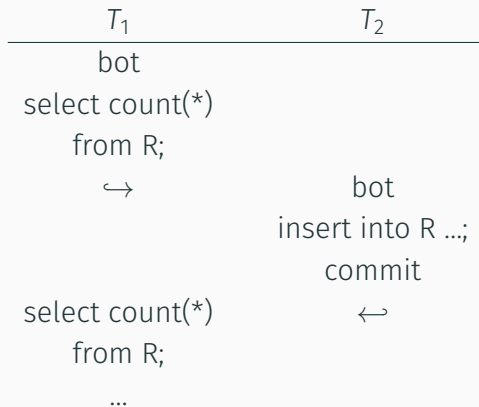 T₁ T₂
bot
select count(*)
from R;
↪ bot
insert into R ...;
commit
select count(*) ↩
from R;
...